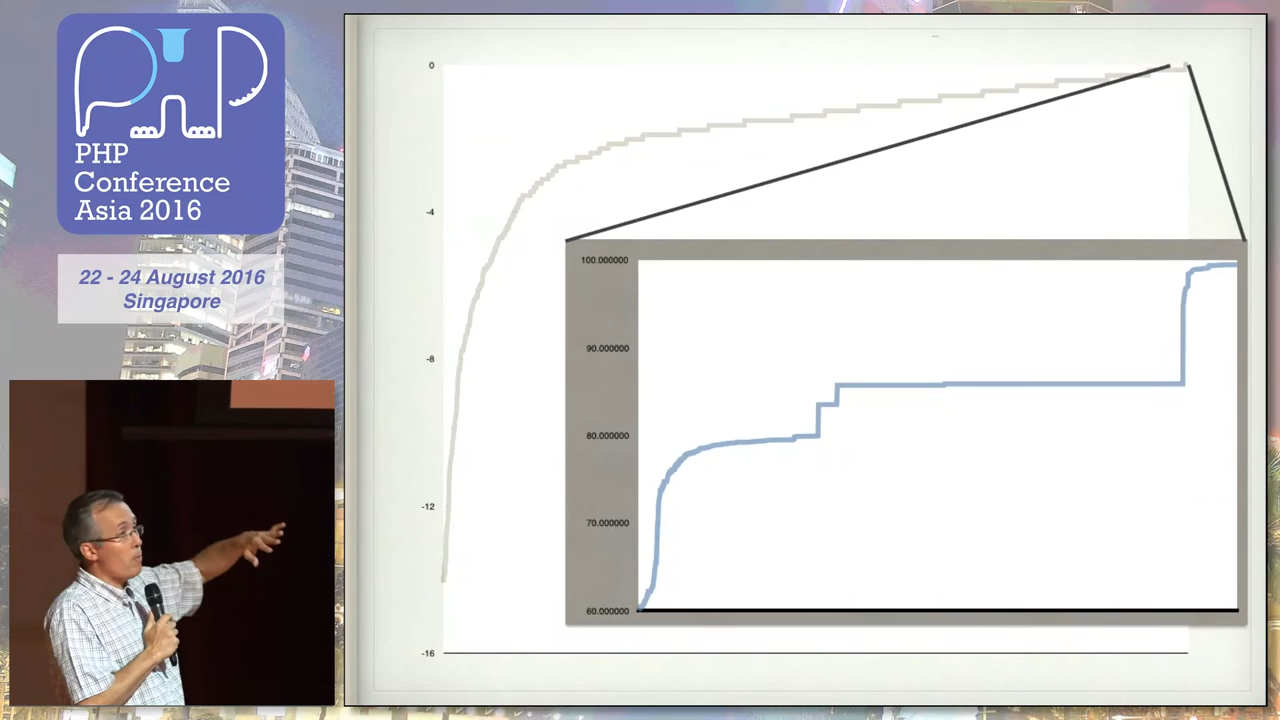 PHP
PHP
Conference
Asia 2016
22 - 24 August 2016
Singapore
0
-4
-8
-12
-16
100.000000
90.000000
80.000000
70.000000
60.000000